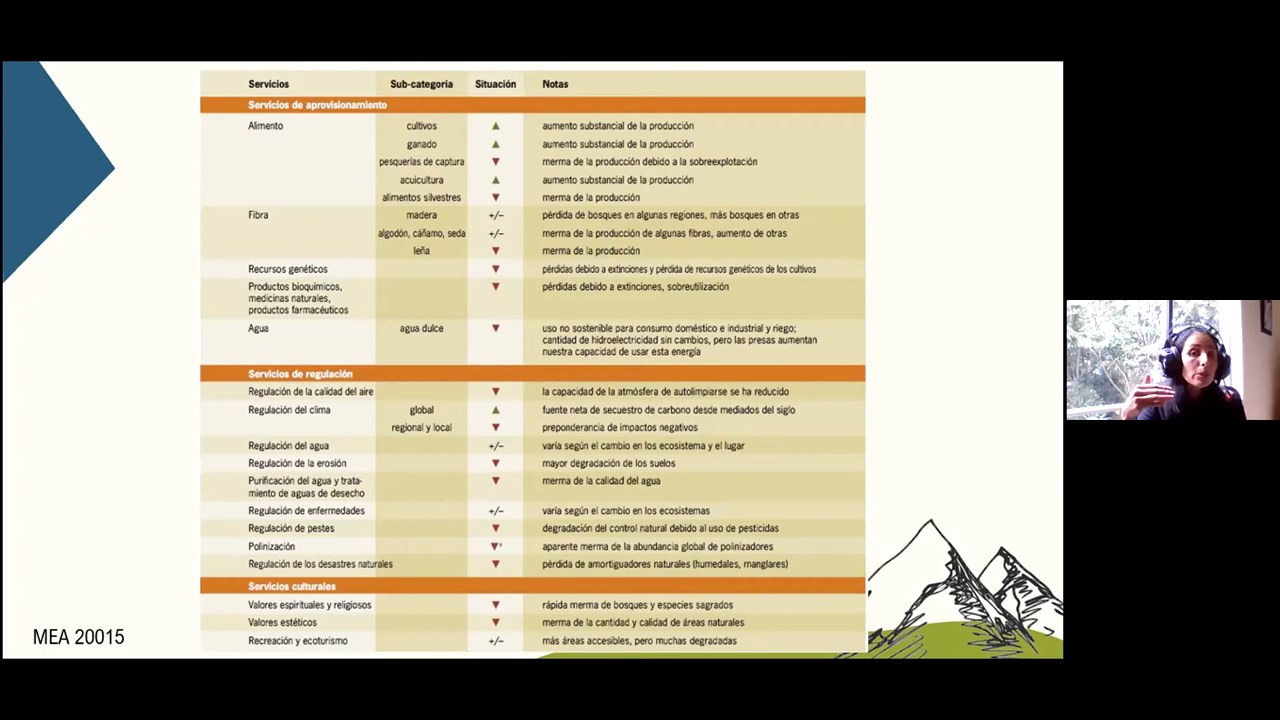 Servicios Sub-categoría Situación Notas
Servicios de aprovisionamiento
Alimento cultivos ▲ aumento substancial de la producción
ganado ▲ aumento substancial de la producción
pesquerías de captura ▼ merma de la producción debido a la sobreexplotación
acuicultura ▲ aumento substancial de la producción
alimentos silvestres ▼ merma de la producción
Fibra madera +/– pérdida de bosques en algunas regiones, más bosques en otras
algodón, cáñamo, seda +/– merma de la producción de algunas fibras, aumento de otras
leña ▼ merma de la producción
Recursos genéticos ▼ pérdidas debido a extinciones y pérdida de recursos genéticos de los cultivos
Productos bioquímicos, ▼ pérdidas debido a extinciones, sobreutilización
medicinas naturales,
productos farmacéuticos
Agua agua dulce ▼ uso no sostenible para consumo doméstico e industrial y riego;
cantidad de hidroelectricidad sin cambios, pero las presas aumentan
nuestra capacidad de usar esta energía
Servicios de regulación
Regulación de la calidad del aire ▼ la capacidad de la atmósfera de autolimpiarse se ha reducido
Regulación del clima global ▲ fuente neta de secuestro de carbono desde mediados del siglo
regional y local ▼ preponderancia de impactos negativos
Regulación del agua +/– varía según el cambio en los ecosistema y el lugar
Regulación de la erosión ▼ mayor degradación de los suelos
Purificación del agua y trata- ▼ merma de la calidad del agua
miento de aguas de desecho
Regulación de enfermedades +/– varía según el cambio en los ecosistemas
Regulación de pestes ▼ degradación del control natural debido al uso de pesticidas
Polinización ▼ aparente merma de la abundancia global de polinizadores
Regulación de los desastres naturales ▼ pérdida de amortiguadores naturales (humedales, manglares)
Servicios culturales
Valores espirituales y religiosos ▼ rápida merma de bosques y especies sagrados
Valores estéticos ▼ merma de la cantidad y calidad de áreas naturales
Recreación y ecoturismo +/– más áreas accesibles, pero muchas degradadas
MEA 20015